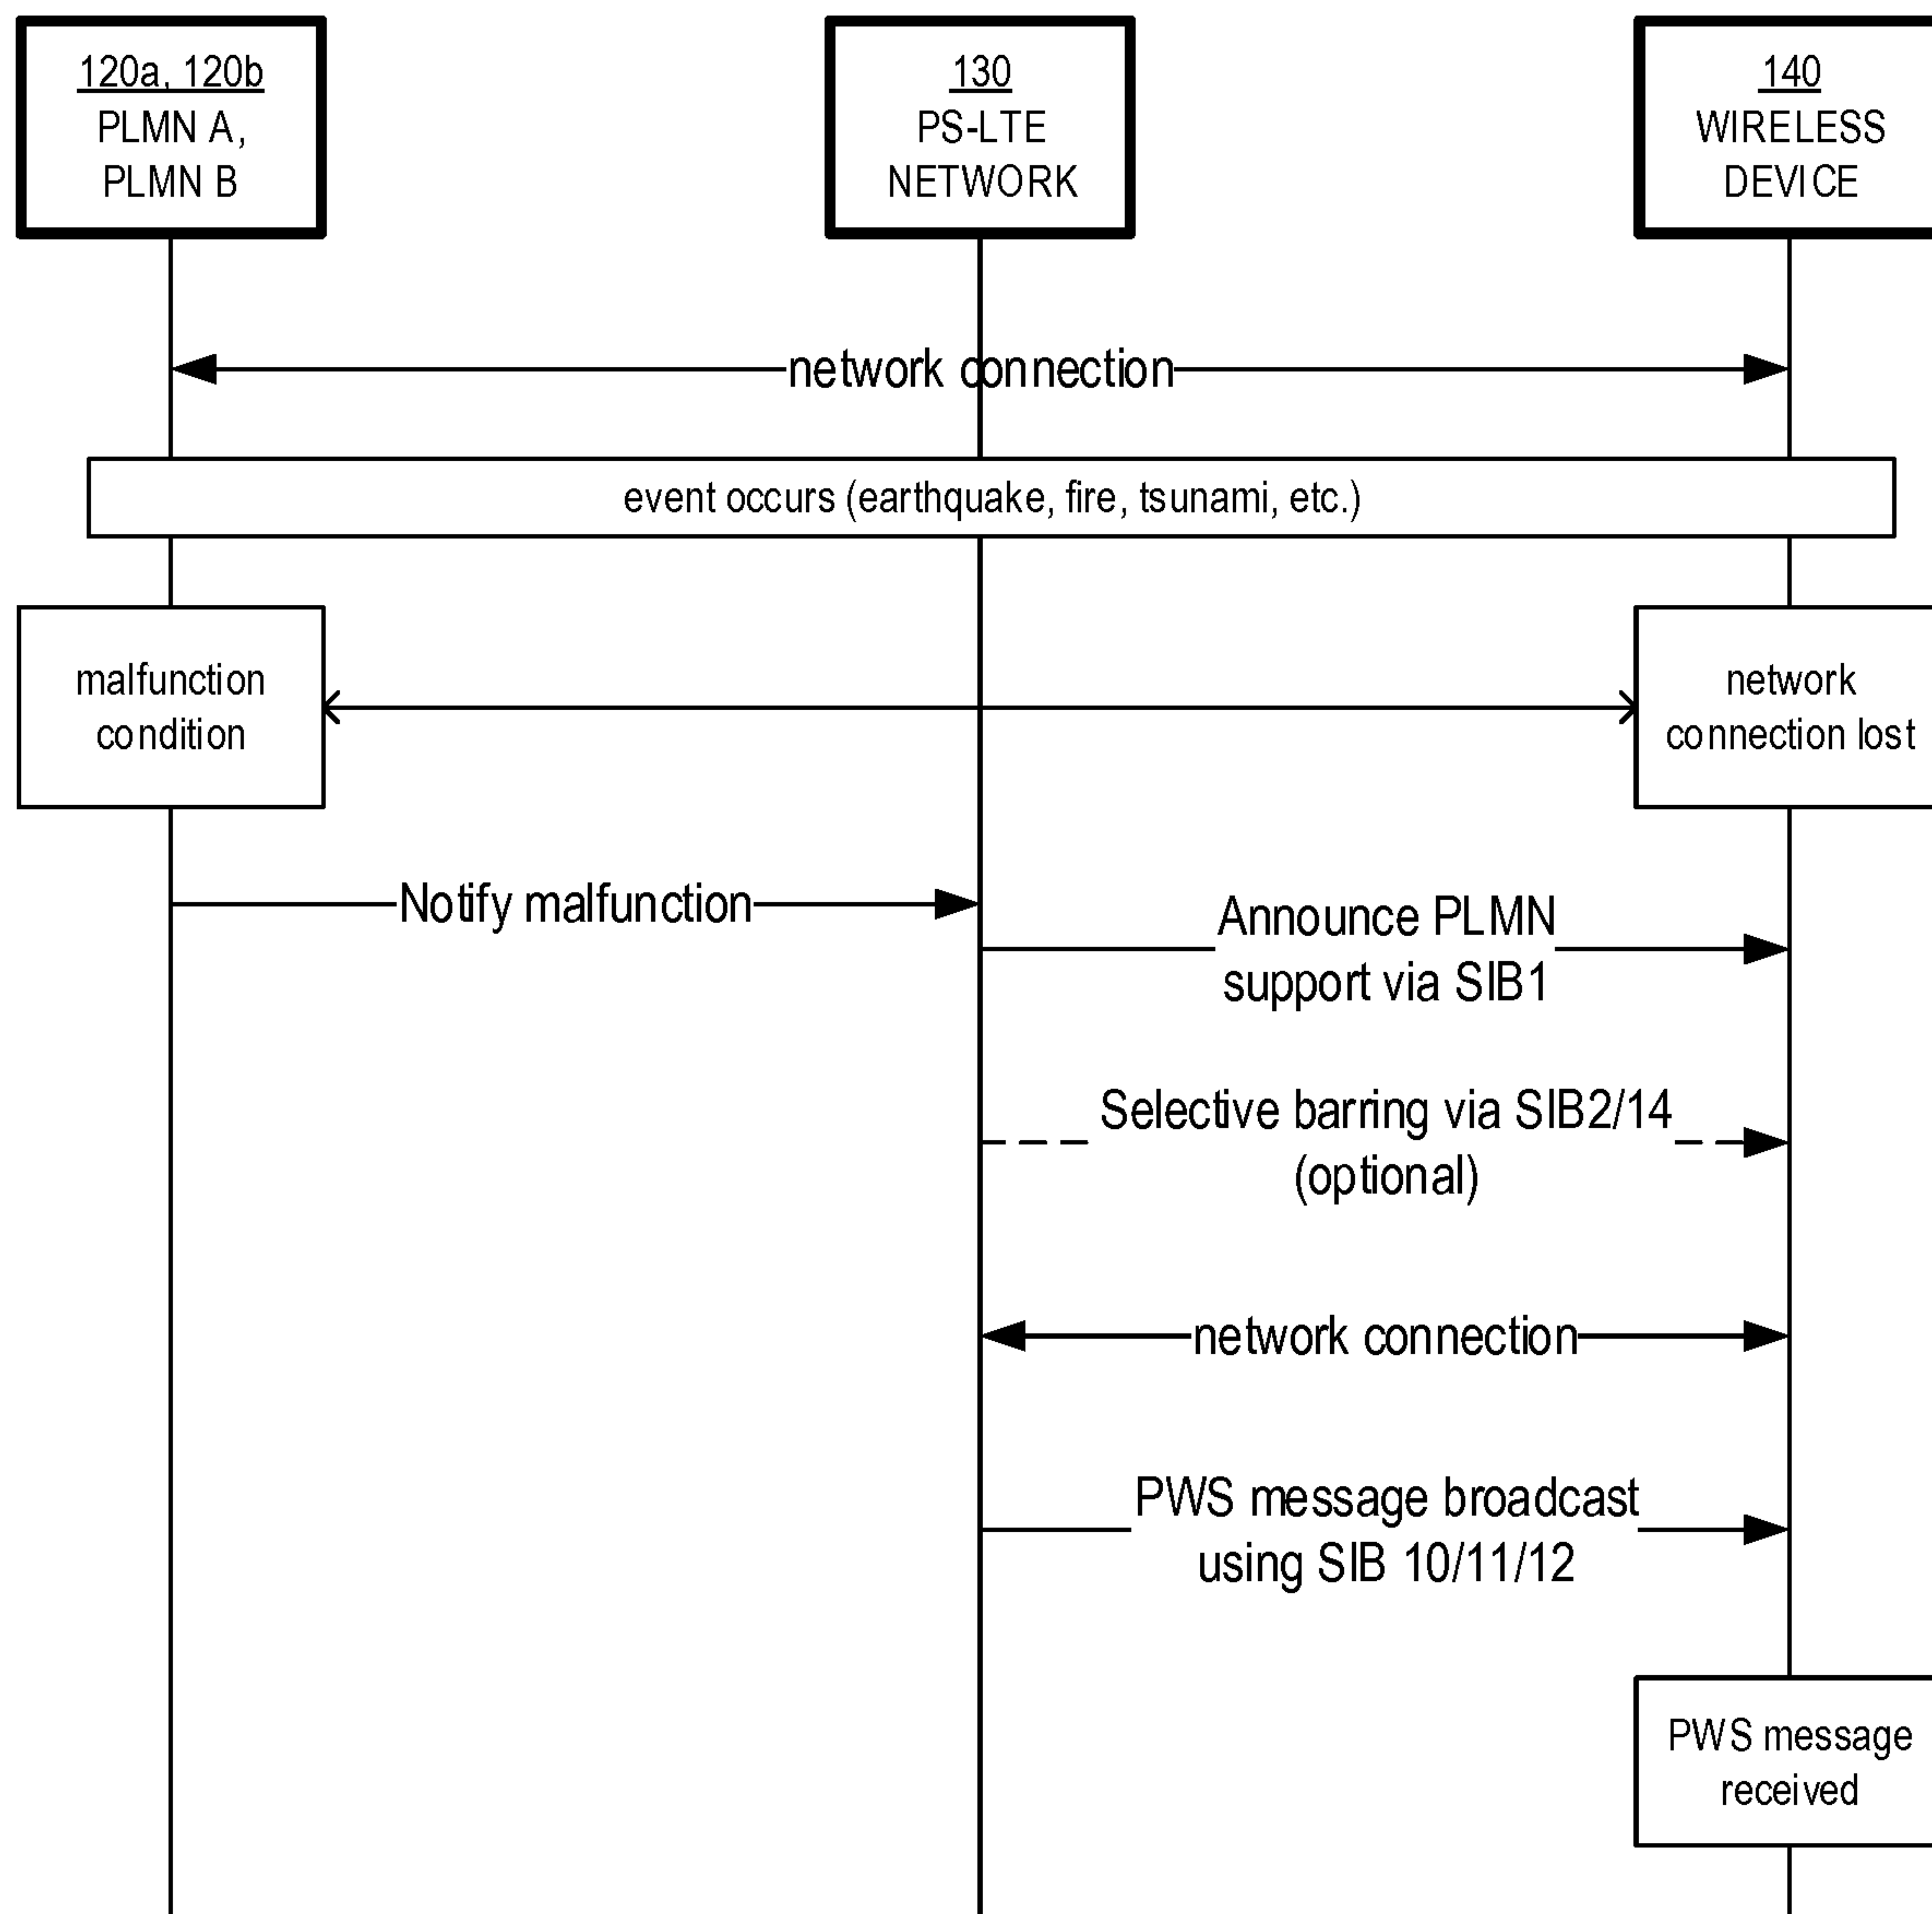 120a, 120b
PLMN A,
PLMN B
130
PS-LTE
NETWORK
140
WIRELESS
DEVICE
network connection
event occurs (earthquake, fire, tsunami, etc.)
malfunction
condition
network
connection lost
Notify malfunction
Announce PLMN
support via SIB1
Selective barring via SIB2/14
(optional)
network connection
PWS message broadcast
using SIB 10/11/12
PWS message
received